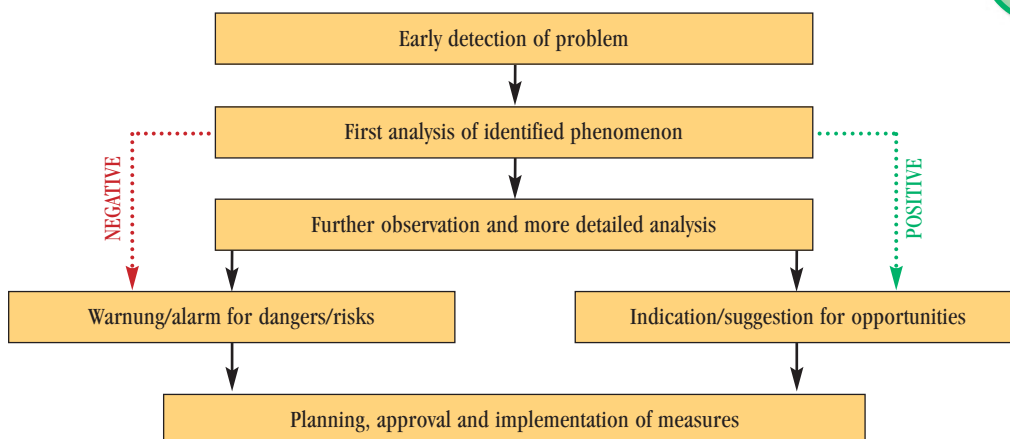 Early detection of problem
First analysis of identified phenomenon
NEGATIVE
POSITIVE
Further observation and more detailed analysis
Warnung/alarm for dangers/risks
Indication/suggestion for opportunities
Planning, approval and implementation of measures